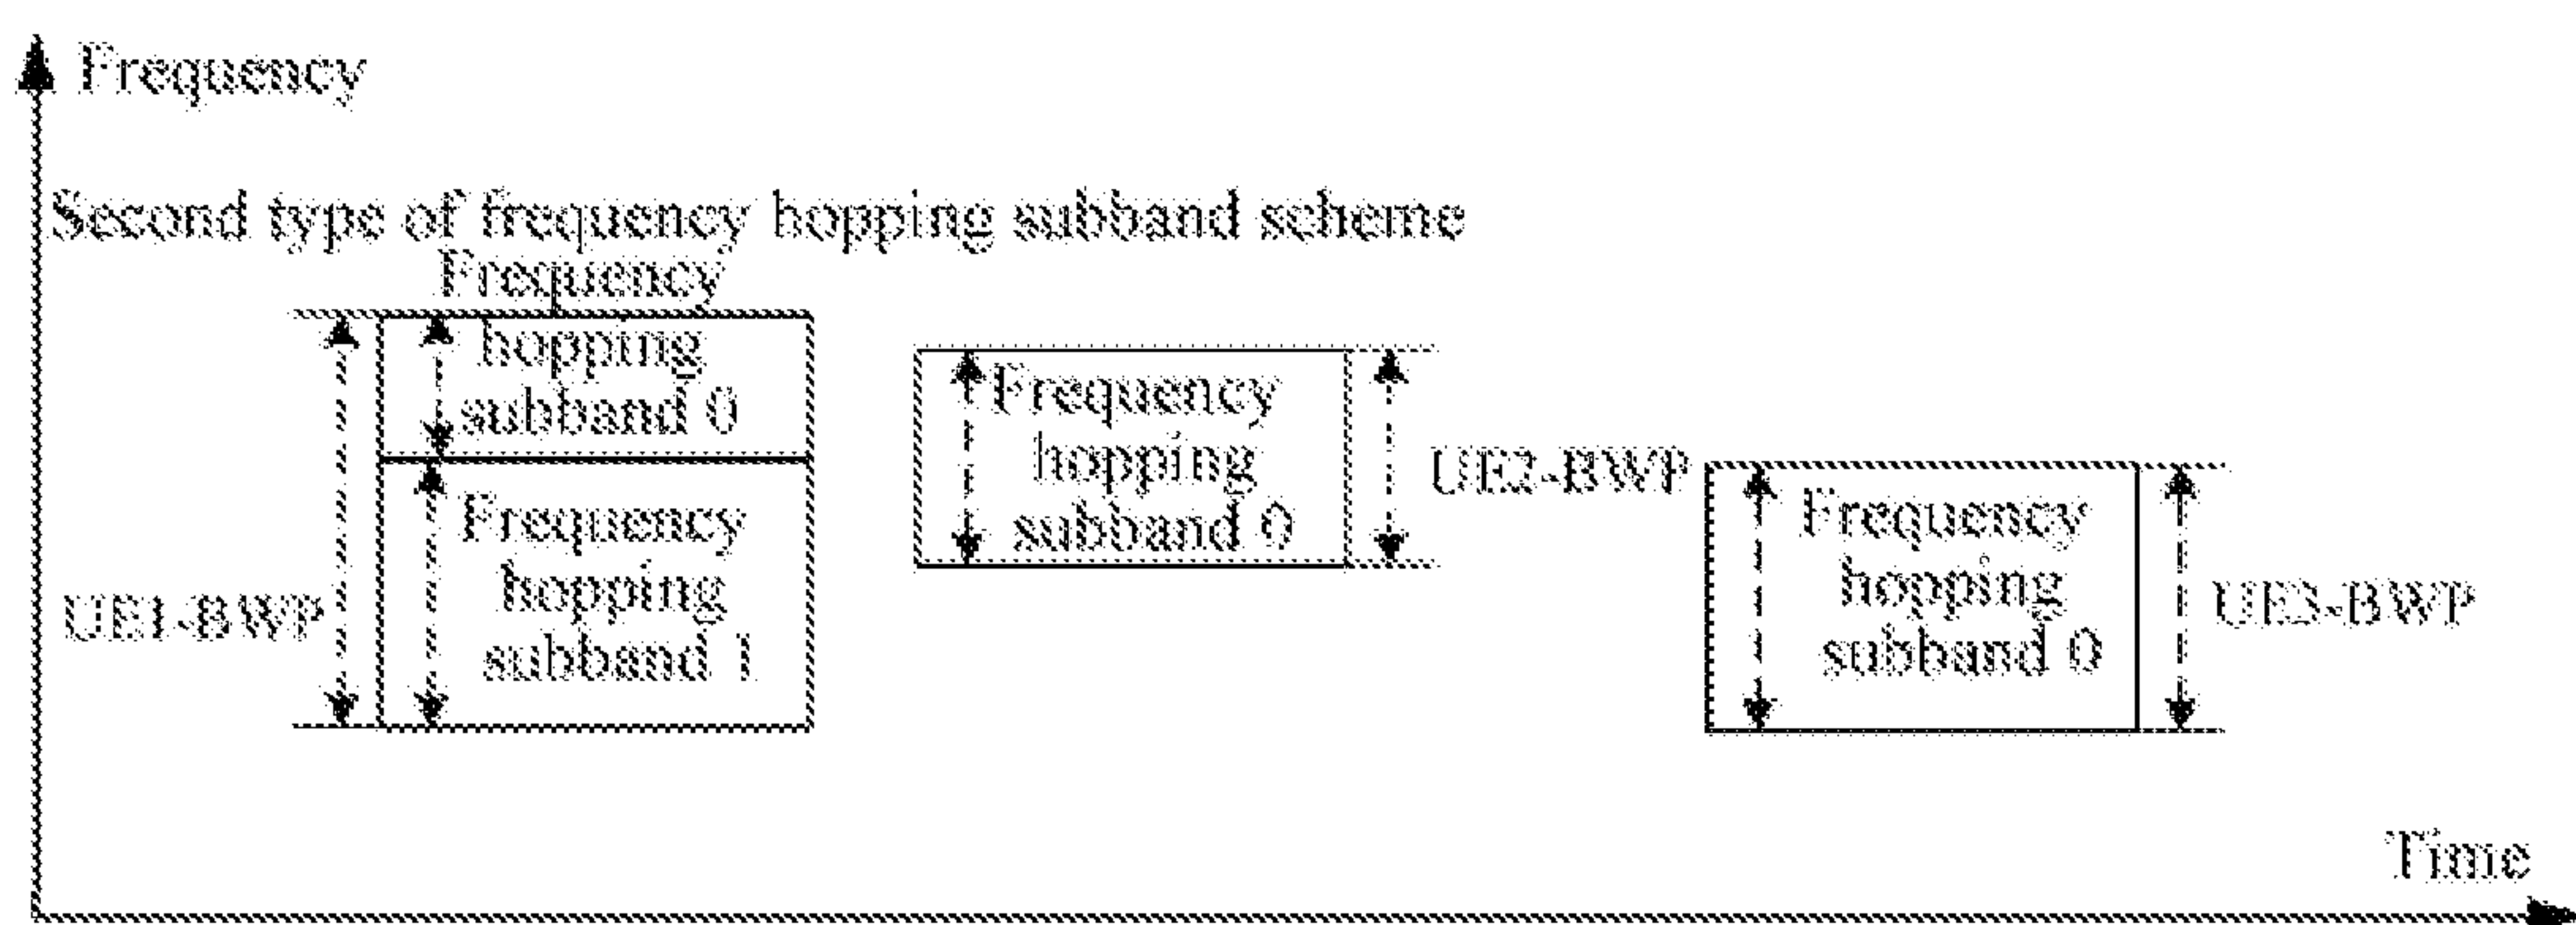 Frequency
Second type of frequency hopping subband scheme
Frequency
hopping
subband 0
Frequency
hopping
subband 1
UE1-BWP
Frequency
hopping
subband 0
UE2-BWP
Frequency
hopping
subband 0
UE3-BWP
Time